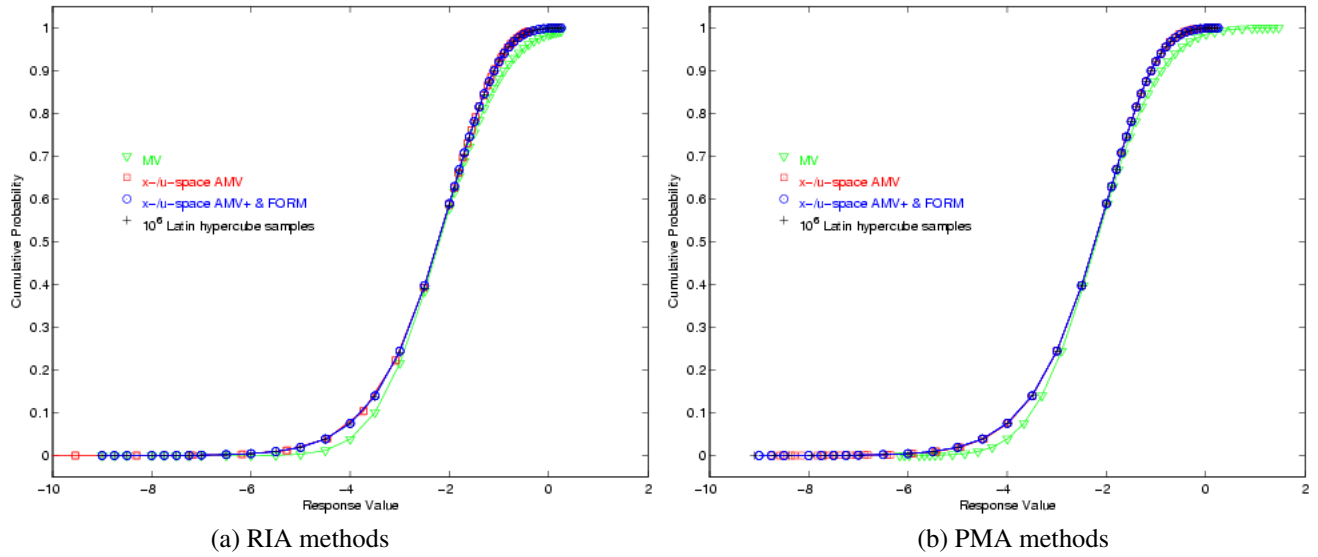 1
0.9
0.8
0.7
0.6
0.5
0.4
0.3
0.2
0.1
0
Cumulative Probability
MV
x-/u-space AMV
x-/u-space AMV+ & FORM
10⁶ Latin hypercube samples
−10
−8
−6
−4
−2
0
2
Response Value
(a) RIA methods
1
0.9
0.8
0.7
0.6
0.5
0.4
0.3
0.2
0.1
0
Cumulative Probability
MV
x-/u-space AMV
x-/u-space AMV+ & FORM
10⁶ Latin hypercube samples
−10
−8
−6
−4
−2
0
2
Response Value
(b) PMA methods